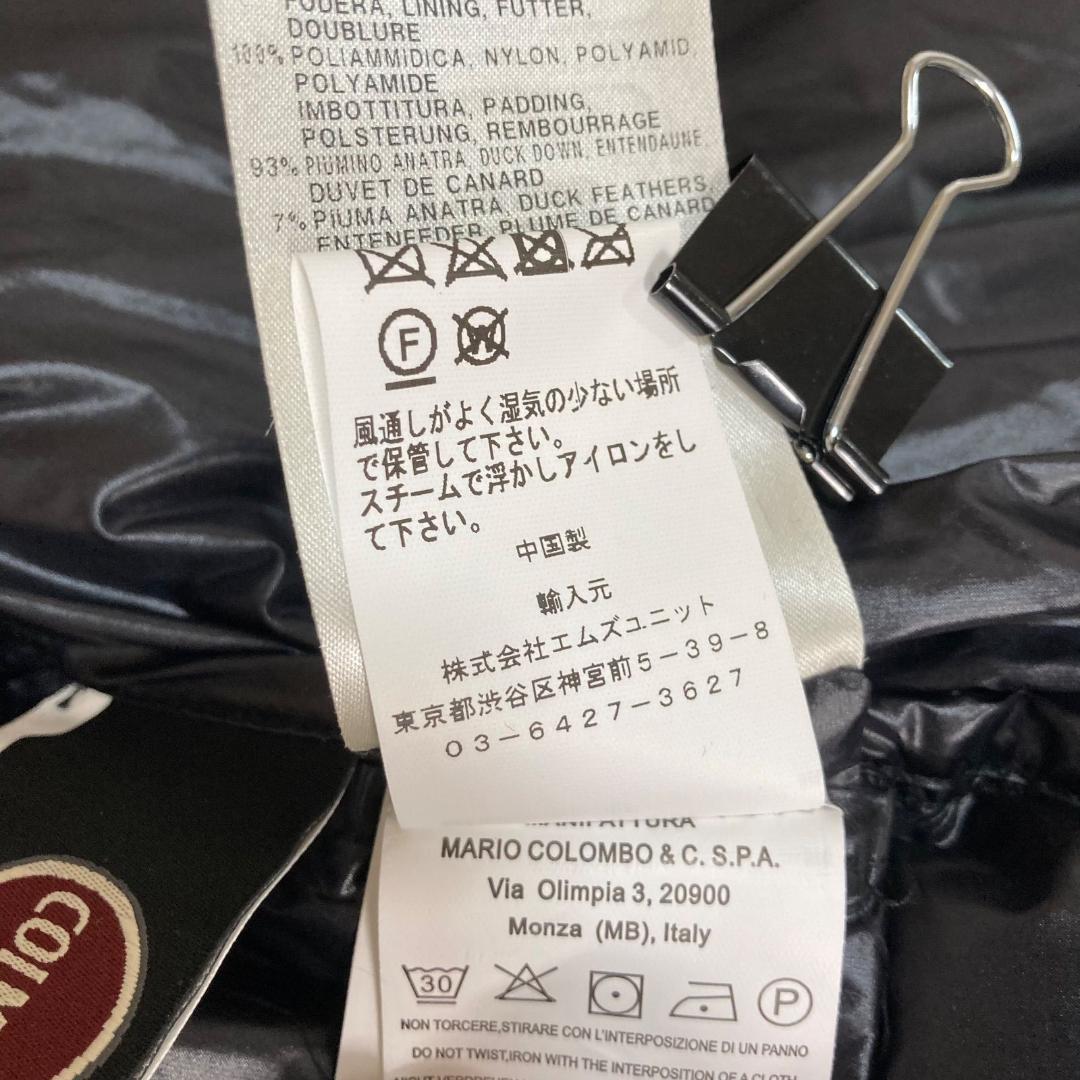 FODERA, LINING, FUTTER,
DOUBLURE
100% POLIAMMIDICA, NYLON, POLYAMID,
POLYAMIDE
IMBOTTITURA, PADDING,
POLSTERUNG, REMBOURRAGE
93% PIUMINO ANATRA, DUCK DOWN, ENTENDAUNE,
DUVET DE CANARD
7% PIUMA ANATRA, DUCK FEATHERS,
ENTENFEDER, PLUME DE CANARD
F W
風通しがよく湿気の少ない場所
で保管して下さい。
スチームで浮かしアイロンをし
て下さい。
中国製
輸入元
株式会社エムズユニット
東京都渋谷区神宮前5-39-8
03-6427-3627
MANIFATTURA
MARIO COLOMBO & C. S.P.A.
Via Olimpia 3, 20900
Monza (MB), Italy
30 P
NON TORCERE,STIRARE CON L'INTERPOSIZIONE DI UN PANNO
DO NOT TWIST,IRON WITH THE INTERPOSITION OF A CLOTH